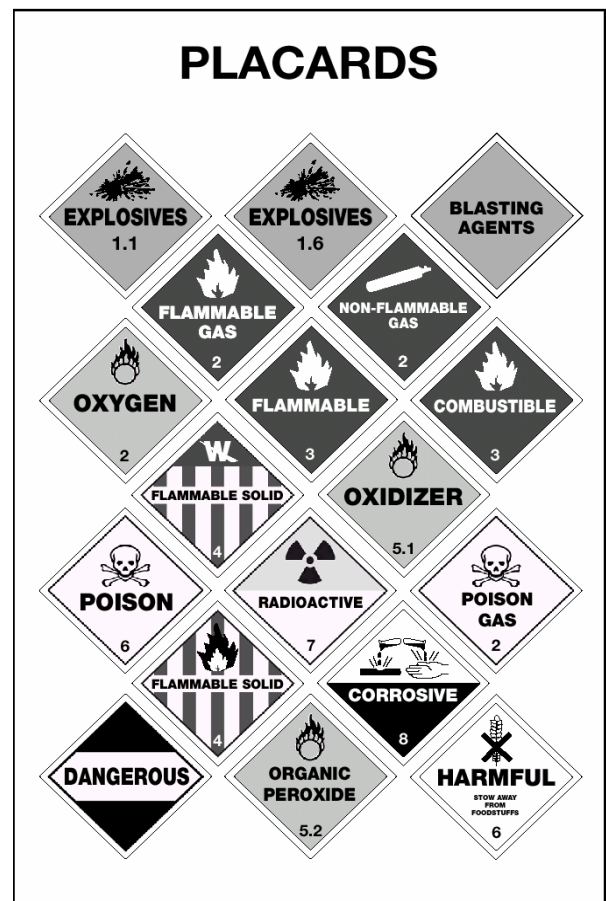 PLACARDS
EXPLOSIVES
1.1
EXPLOSIVES
1.6
BLASTING
AGENTS
FLAMMABLE
GAS
2
NON-FLAMMABLE
GAS
2
OXYGEN
2
FLAMMABLE
3
COMBUSTIBLE
3
W
FLAMMABLE SOLID
4
OXIDIZER
5.1
POISON
6
RADIOACTIVE
7
POISON
GAS
2
FLAMMABLE SOLID
4
CORROSIVE
8
DANGEROUS
ORGANIC
PEROXIDE
5.2
HARMFUL
STOW AWAY
FROM
FOODSTUFFS
6